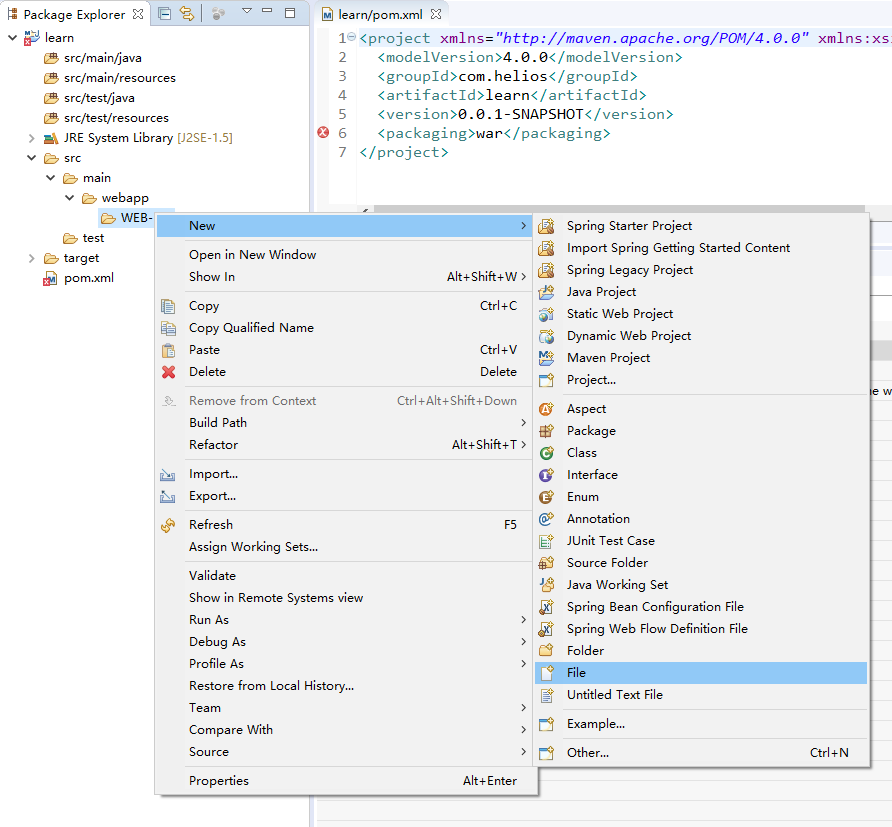 Package Explorer
learn
src/main/java
src/main/resources
src/test/java
src/test/resources
JRE System Library [J2SE-1.5]
src
main
webapp
WEB-
test
target
pom.xml
learn/pom.xml
1 <project xmlns="http://maven.apache.org/POM/4.0.0" xmlns:xs
2 <modelVersion>4.0.0</modelVersion>
3 <groupId>com.helios</groupId>
4 <artifactId>learn</artifactId>
5 <version>0.0.1-SNAPSHOT</version>
6 <packaging>war</packaging>
7 </project>
New
Open in New Window
Show In Alt+Shift+W
Copy Ctrl+C
Copy Qualified Name
Paste Ctrl+V
Delete Delete
Remove from Context Ctrl+Alt+Shift+Down
Build Path
Refactor Alt+Shift+T
Import...
Export...
Refresh F5
Assign Working Sets...
Validate
Show in Remote Systems view
Run As
Debug As
Profile As
Restore from Local History...
Team
Compare With
Source
Properties Alt+Enter
Spring Starter Project
Import Spring Getting Started Content
Spring Legacy Project
Java Project
Static Web Project
Dynamic Web Project
Maven Project
Project...
Aspect
Package
Class
Interface
Enum
Annotation
JUnit Test Case
Source Folder
Java Working Set
Spring Bean Configuration File
Spring Web Flow Definition File
Folder
File
Untitled Text File
Example...
Other... Ctrl+N